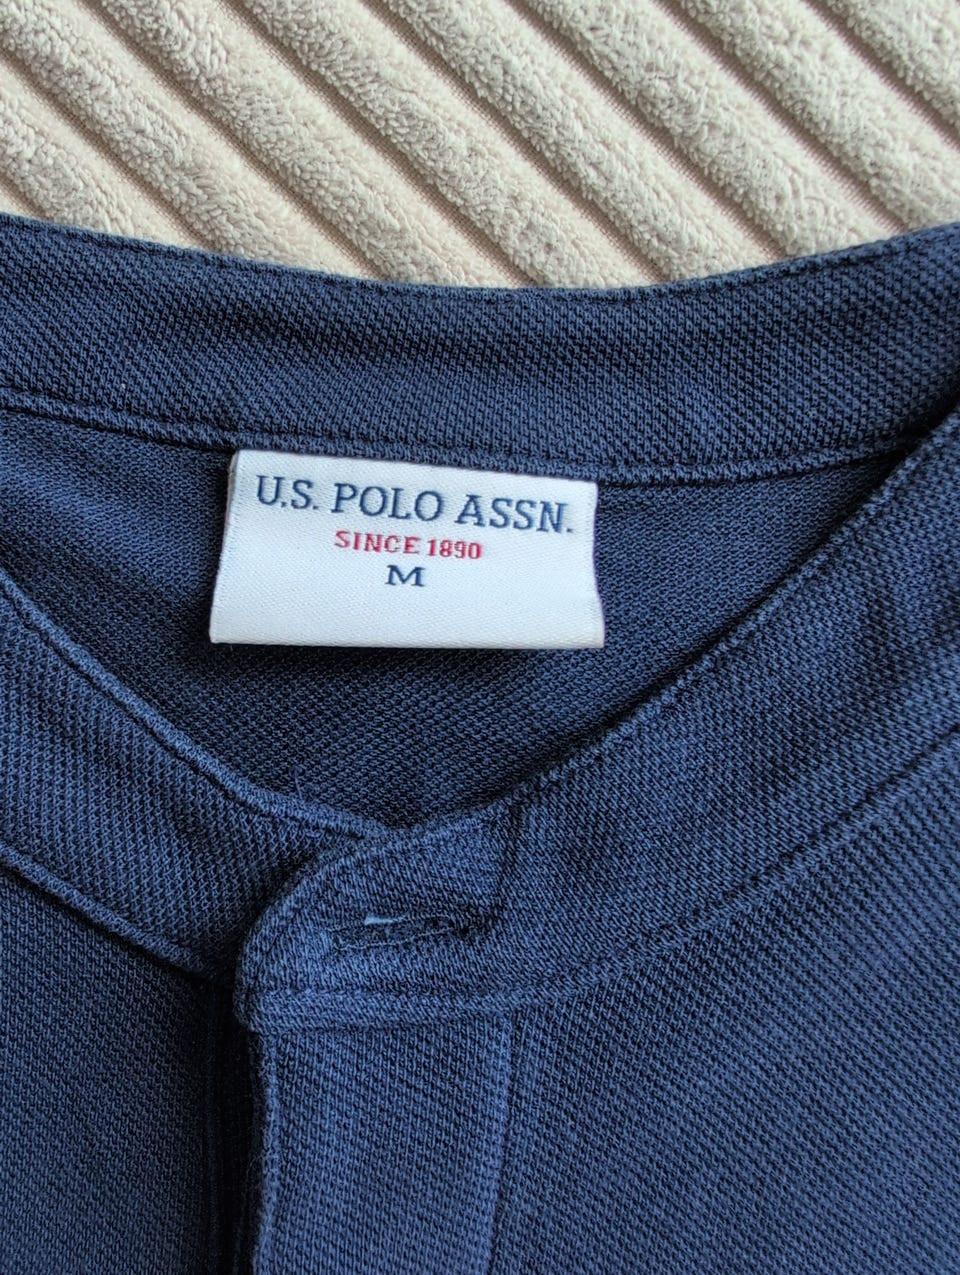 U.S. POLO ASSN.
SINCE 1890
M